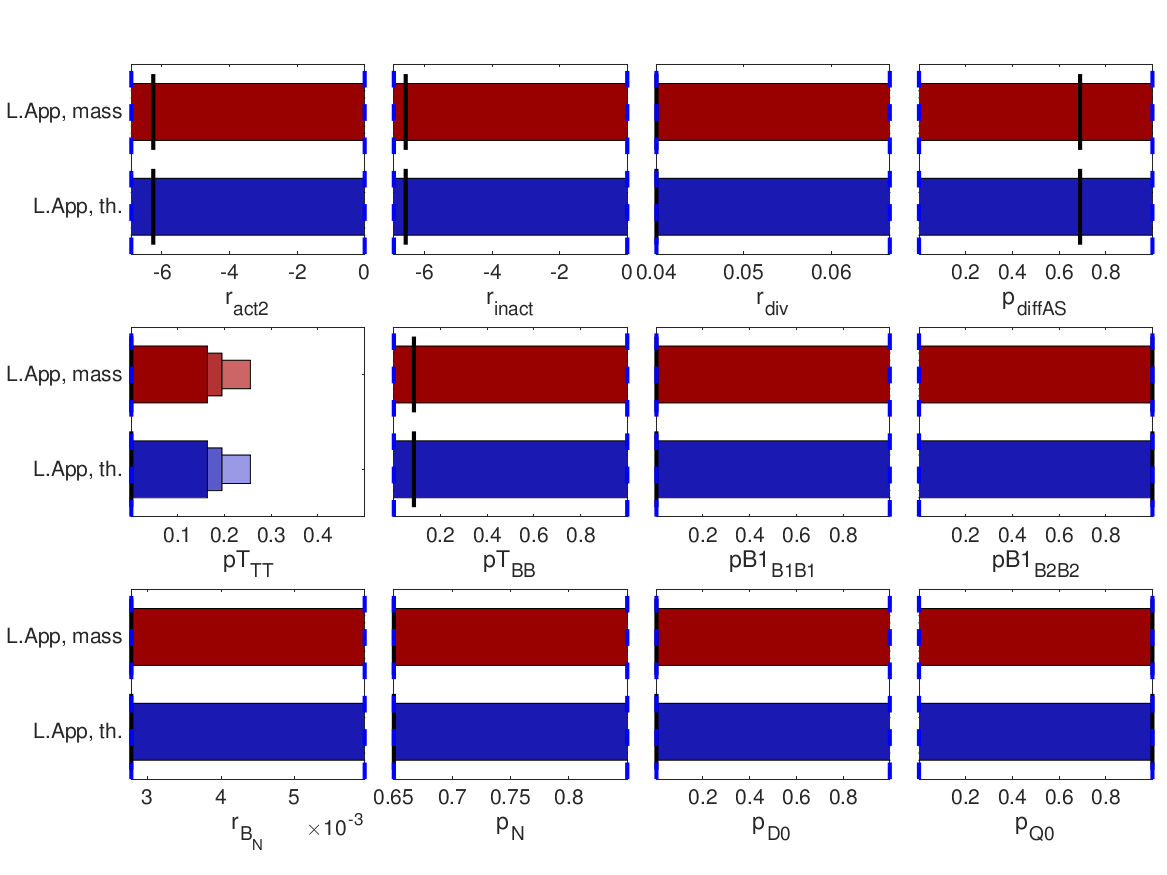 L.App, mass
L.App, th.
-6 -4 -2 0
-6 -4 -2 0
0.04 0.05 0.06
0.2 0.4 0.6 0.8
r_act2
r_inact
r_div
p_diffAS
L.App, mass
L.App, th.
0.1 0.2 0.3 0.4
0.2 0.4 0.6 0.8
0.2 0.4 0.6 0.8
0.2 0.4 0.6 0.8
pT_TT
pT_BB
pB1_B1B1
pB1_B2B2
L.App, mass
L.App, th.
3 4 5
0.65 0.7 0.75 0.8
0.2 0.4 0.6 0.8
0.2 0.4 0.6 0.8
r_B_N
×10^-3
p_N
p_D0
p_Q0